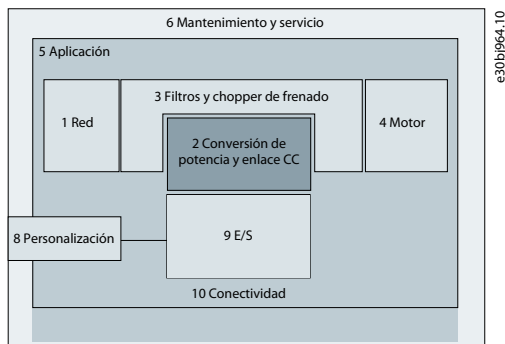 6 Mantenimiento y servicio
e30bi964.10
5 Aplicación
3 Filtros y chopper de frenado
1 Red
4 Motor
2 Conversión de
potencia y enlace CC
8 Personalización
9 E/S
10 Conectividad